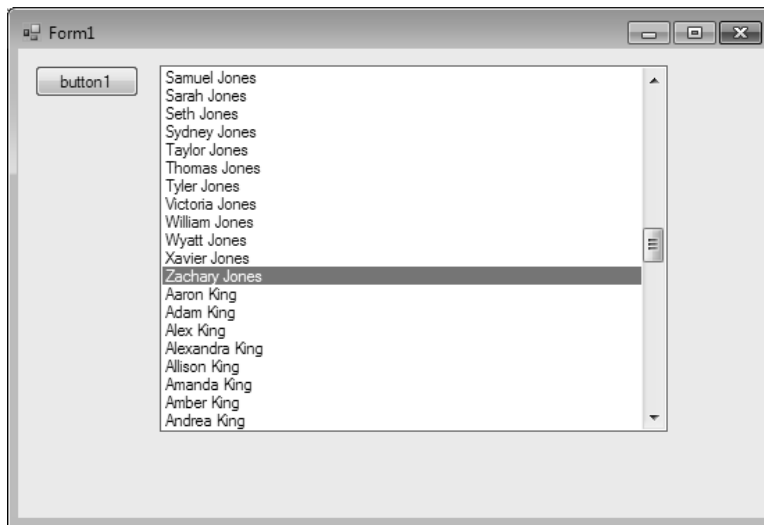 Form1
button1
Samuel Jones
Sarah Jones
Seth Jones
Sydney Jones
Taylor Jones
Thomas Jones
Tyler Jones
Victoria Jones
William Jones
Wyatt Jones
Xavier Jones
Zachary Jones
Aaron King
Adam King
Alex King
Alexandra King
Allison King
Amanda King
Amber King
Andrea King